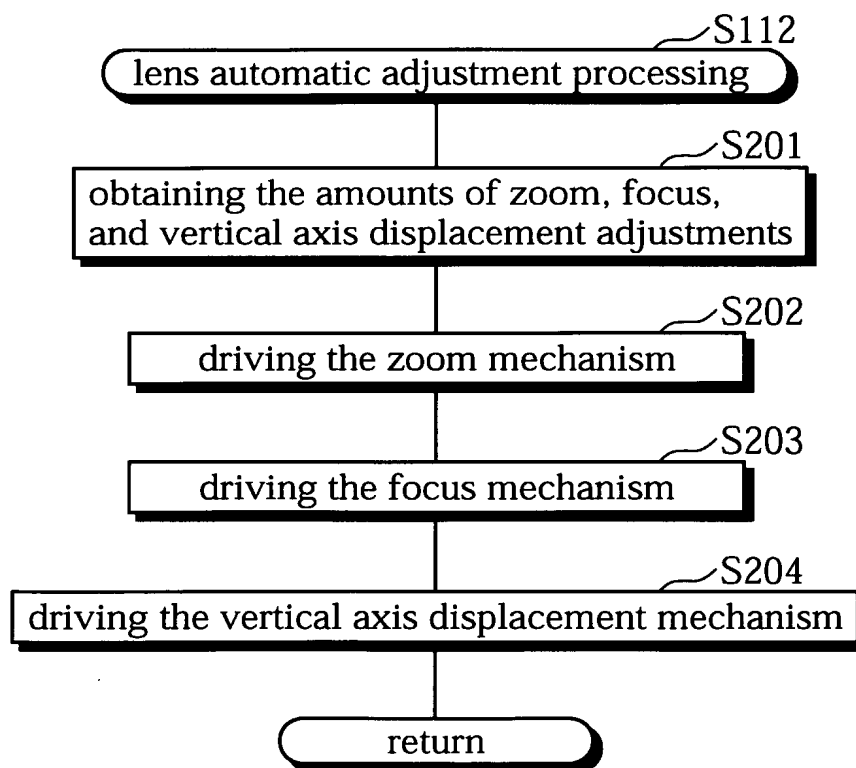 S112
lens automatic adjustment processing
S201
obtaining the amounts of zoom, focus,
and vertical axis displacement adjustments
S202
driving the zoom mechanism
S203
driving the focus mechanism
S204
driving the vertical axis displacement mechanism
return